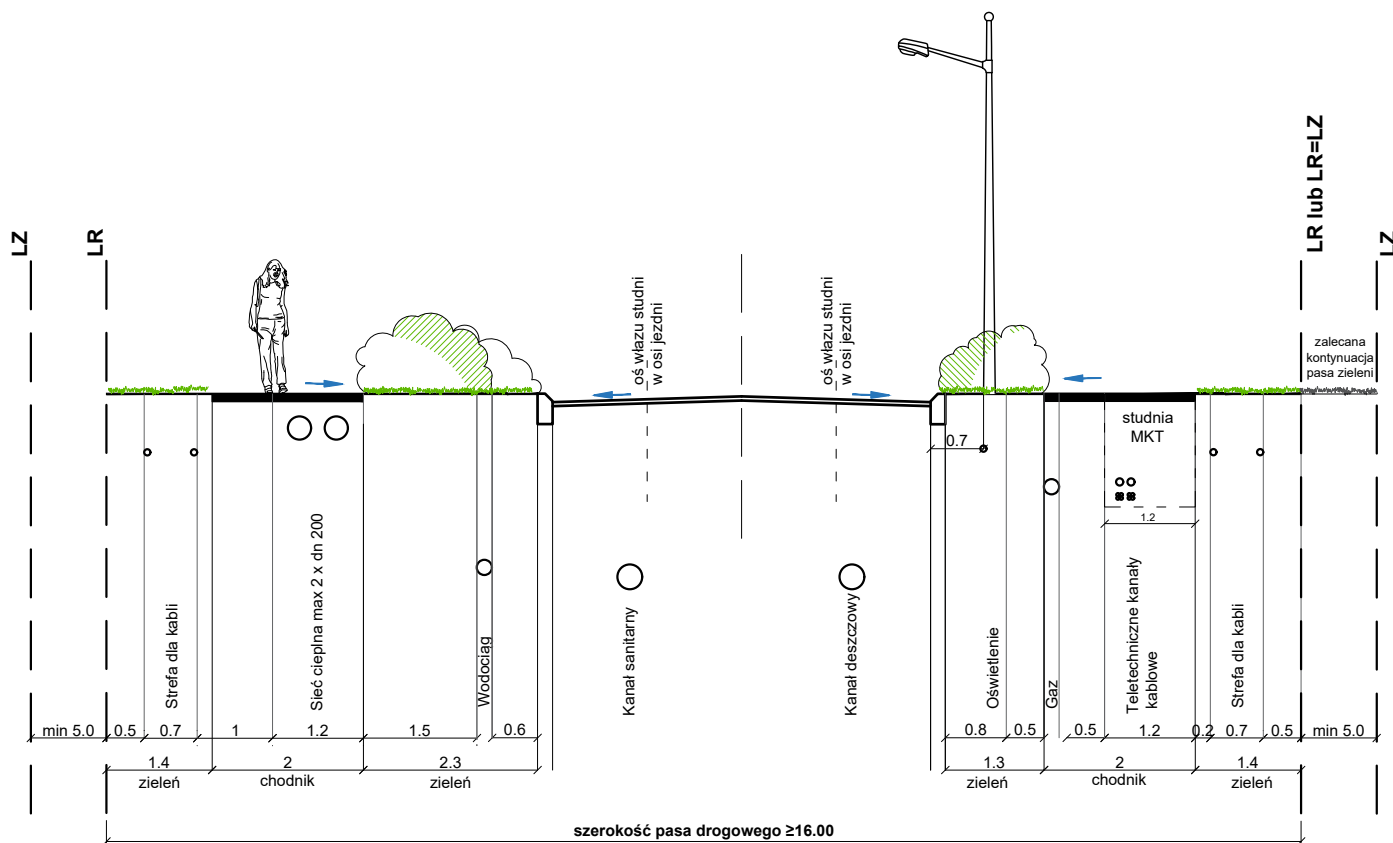 LZ
LR
oś włazu studni
w osi jezdni
oś włazu studni
w osi jezdni
LR lub LR=LZ
LZ
zalecana
kontynuacja
pasa zieleni
studnia
MKT
0.7
1.2
Strefa dla kabli
Sieć cieplna max 2 x dn 200
Wodociąg
Kanał sanitarny
Kanał deszczowy
Oświetlenie
Gaz
Teletechniczne kanały
kablowe
Strefa dla kabli
min 5.0 0.5 0.7 1 1.2 1.5 0.6 0.8 0.5 0.5 1.2 0.2 0.7 0.5 min 5.0
1.4 2 2.3 1.3 2 1.4
zieleń chodnik zieleń zieleń chodnik zieleń
szerokość pasa drogowego ≥16.00